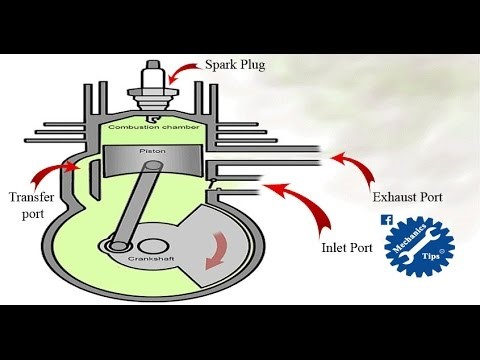 Spark Plug
Combustion chamber
Piston
Transfer
port
Exhaust Port
Inlet Port
Crankshaft
f
Mechanics
Tips